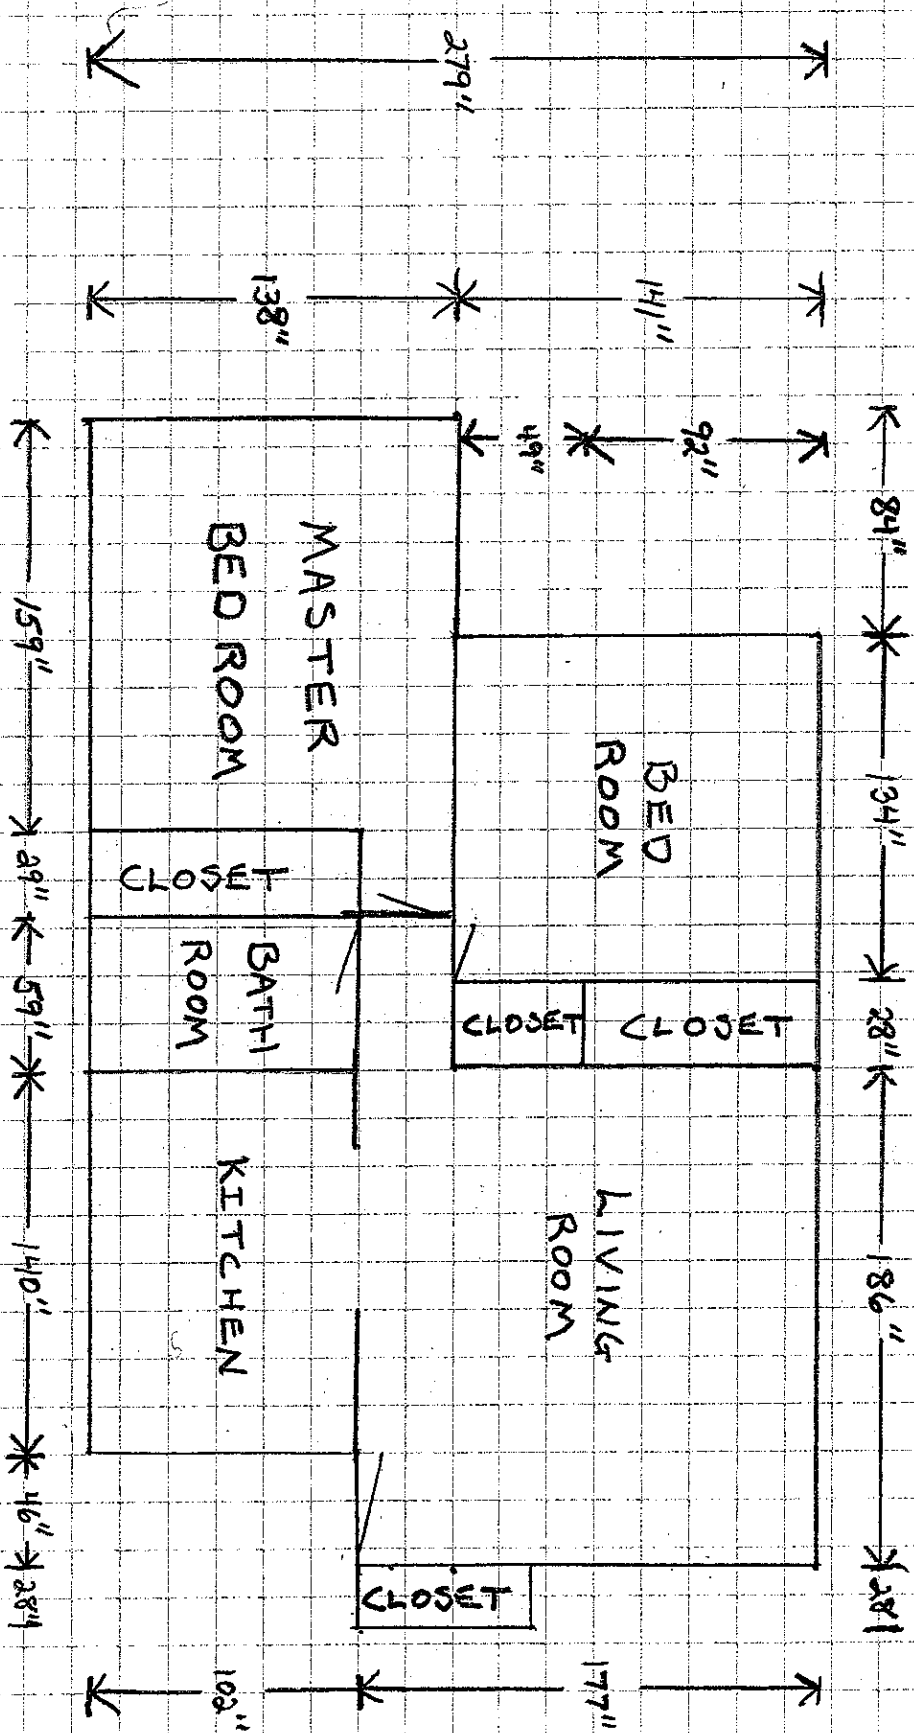 84"
134"
28"
186"
28"
279"
141"
138"
92"
49"
BED
ROOM
CLOSET
CLOSET
LIVING
ROOM
177"
MASTER
BED ROOM
CLOSET
BATH
ROOM
KITCHEN
CLOSET
102"
159"
29"
59"
140"
46"
28"